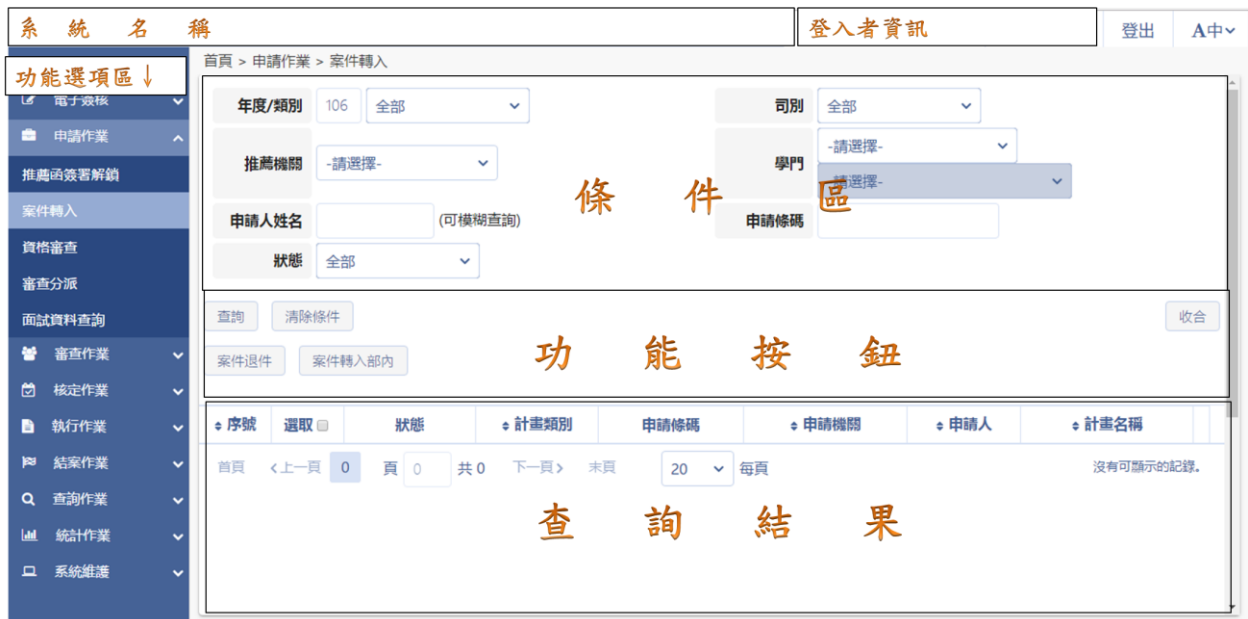 系 統 名 稱
登入者資訊
登出
A中
功能選項區↓
首頁 > 申請作業 > 案件轉入
電子簽核
申請作業
推薦函簽署解鎖
案件轉入
資格審查
審查分派
面試資料查詢
審查作業
核定作業
執行作業
結案作業
查詢作業
統計作業
系統維護
年度/類別 106 全部
司別 全部
推薦機關 -請選擇-
學門 -請選擇-
-請選擇-
條 件 區
申請人姓名 (可模糊查詢)
申請條碼
狀態 全部
查詢 清除條件 收合
案件退件 案件轉入部內
功 能 按 鈕
序號 選取 狀態 計畫類別 申請條碼 申請機關 申請人 計畫名稱
首頁 上一頁 0 頁 0 共 0 下一頁 末頁 20 每頁 沒有可顯示的記錄。
查 詢 結 果